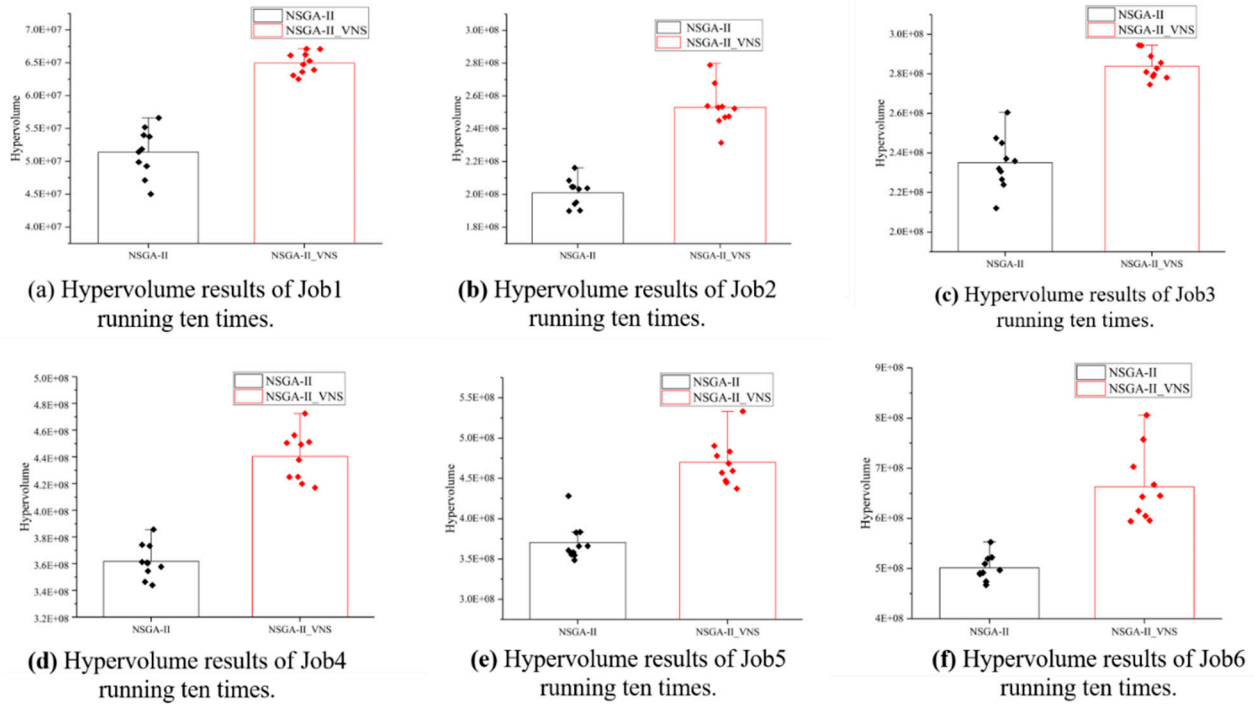 NSGA-II
NSGA-II_VNS
7.0E+07
6.5E+07
6.0E+07
5.5E+07
5.0E+07
4.5E+07
4.0E+07
Hypervolume
NSGA-II
NSGA-II_VNS
(a) Hypervolume results of Job1
running ten times.
NSGA-II
NSGA-II_VNS
3.0E+08
2.8E+08
2.6E+08
2.4E+08
2.2E+08
2.0E+08
1.8E+08
Hypervolume
NSGA-II
NSGA-II_VNS
(b) Hypervolume results of Job2
running ten times.
NSGA-II
NSGA-II_VNS
3.0E+08
2.8E+08
2.6E+08
2.4E+08
2.2E+08
2.0E+08
Hypervolume
NSGA-II
NSGA-II_VNS
(c) Hypervolume results of Job3
running ten times.
NSGA-II
NSGA-II_VNS
5.0E+08
4.8E+08
4.6E+08
4.4E+08
4.2E+08
4.0E+08
3.8E+08
3.6E+08
3.4E+08
3.2E+08
Hypervolume
NSGA-II
NSGA-II_VNS
(d) Hypervolume results of Job4
running ten times.
NSGA-II
NSGA-II_VNS
5.5E+08
5.0E+08
4.5E+08
4.0E+08
3.5E+08
3.0E+08
Hypervolume
NSGA-II
NSGA-II_VNS
(e) Hypervolume results of Job5
running ten times.
NSGA-II
NSGA-II_VNS
9E+08
8E+08
7E+08
6E+08
5E+08
4E+08
Hypervolume
NSGA-II
NSGA-II_VNS
(f) Hypervolume results of Job6
running ten times.